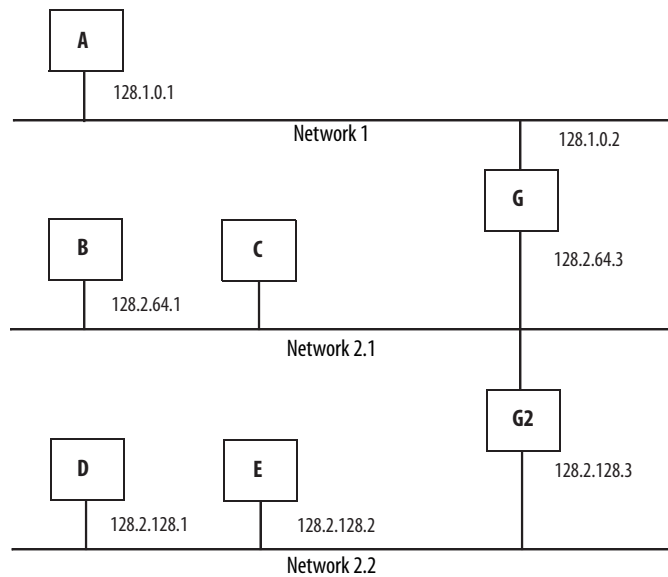 A
128.1.0.1
Network 1
128.1.0.2
G
B
C
128.2.64.3
128.2.64.1
Network 2.1
G2
D
E
128.2.128.3
128.2.128.1
128.2.128.2
Network 2.2